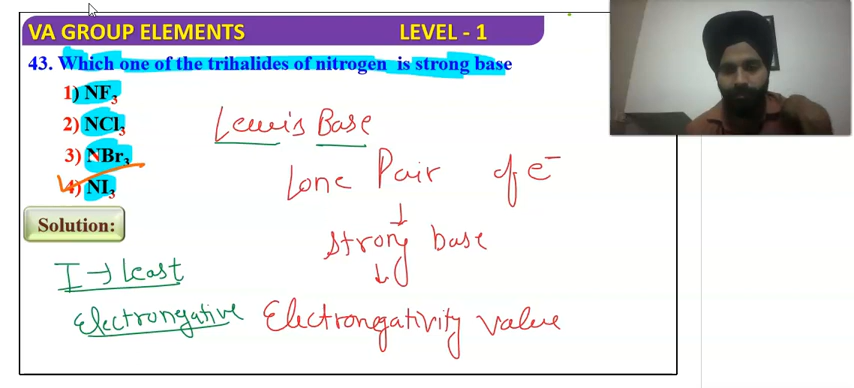 VA GROUP ELEMENTS LEVEL - 1
43. Which one of the trihalides of nitrogen is strong base
1) NF₃
2) NCl₃
3) NBr₃
4) NI₃
Lewis Base
Lone Pair of e⁻
↓
strong base
↓
Electronegativity value
Solution:
I → Least
Electronegative